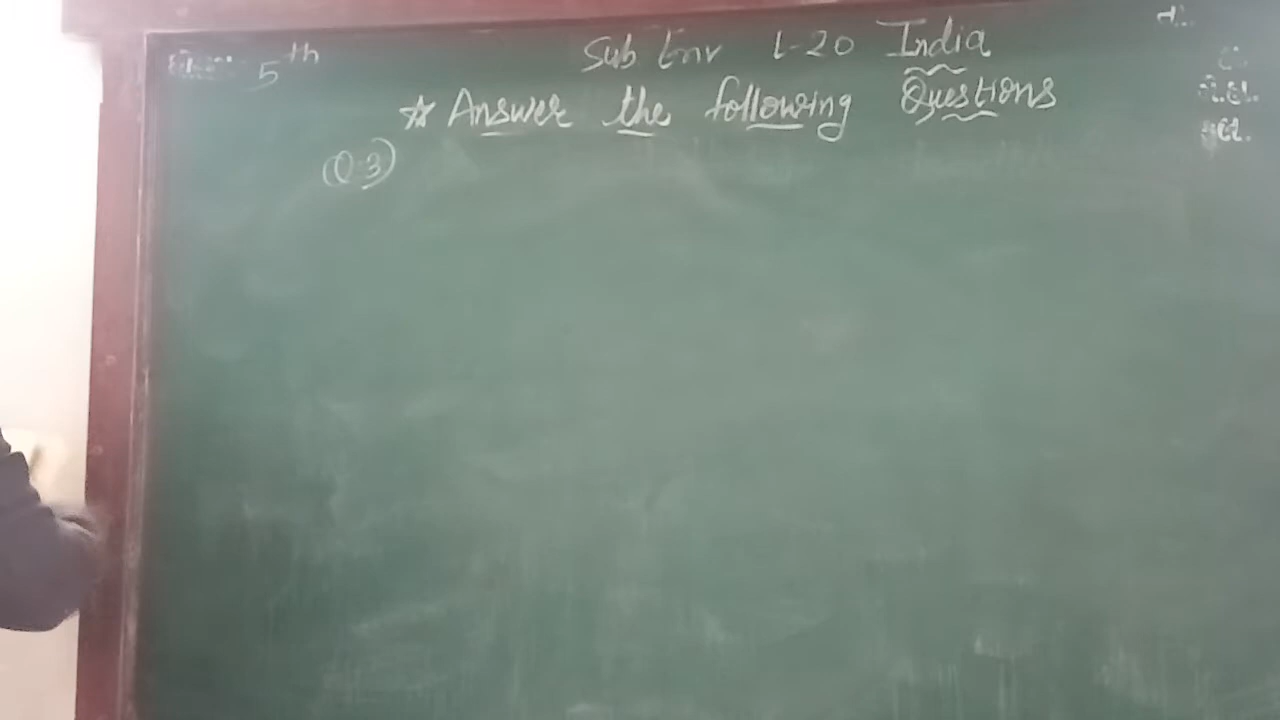 5th
Sub Env L-20 India
☆ Answer the following Questions
(Q-3)